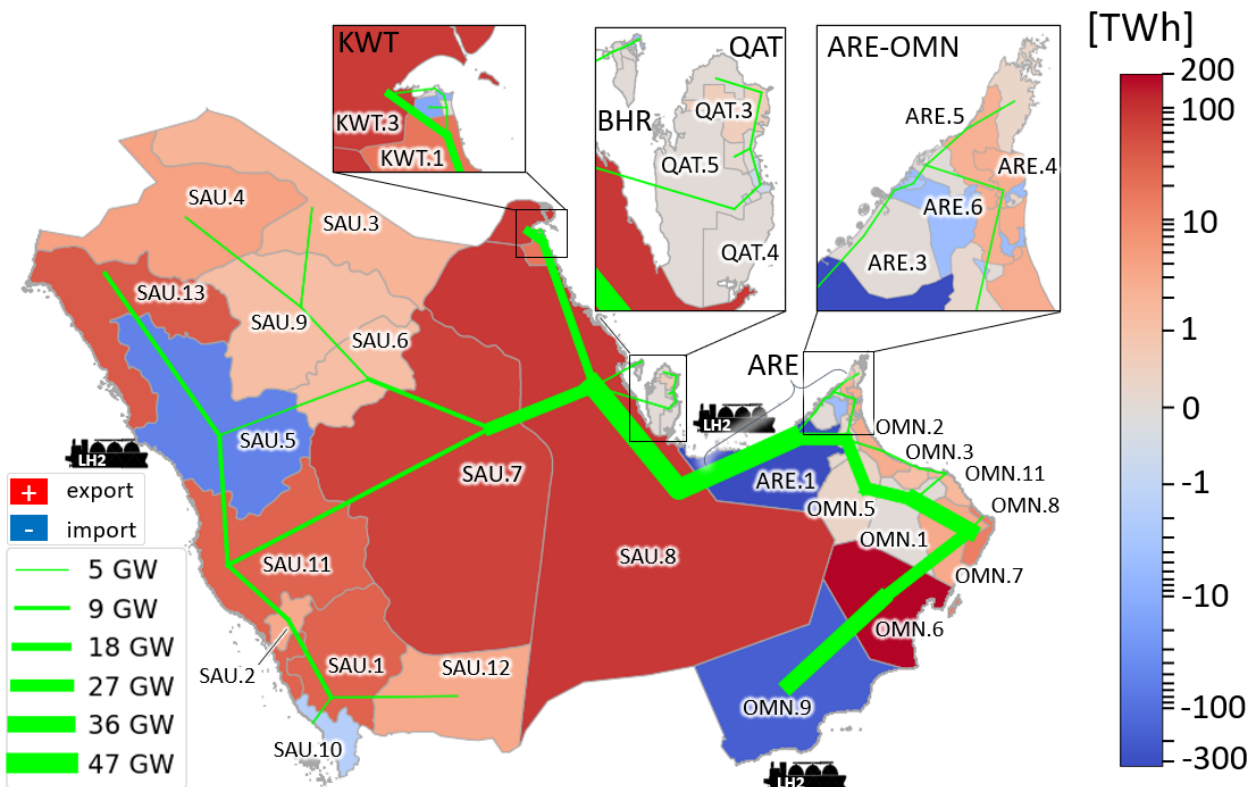 [TWh]
KWT
KWT.3
KWT.1
QAT
BHR
QAT.3
QAT.5
QAT.4
ARE-OMN
ARE.5
ARE.4
ARE.6
ARE.3
200
100
10
1
0
-1
-10
-100
-300
SAU.4
SAU.3
SAU.13
SAU.9
SAU.6
SAU.5
SAU.7
SAU.8
SAU.11
SAU.2
SAU.1
SAU.12
SAU.10
ARE
ARE.1
OMN.2
OMN.3
OMN.11
OMN.8
OMN.5
OMN.1
OMN.7
OMN.6
OMN.9
LH2
LH2
LH2
+ export
- import
5 GW
9 GW
18 GW
27 GW
36 GW
47 GW